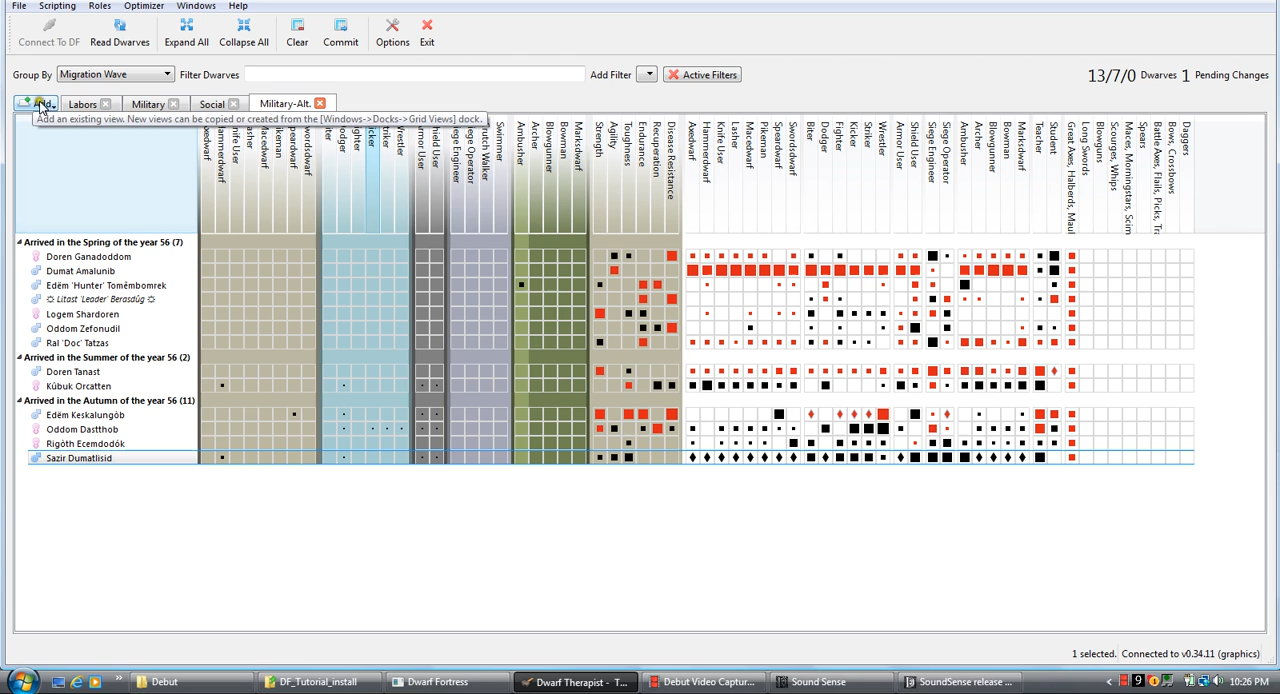 File Scripting Roles Optimizer Windows Help
Connect To DF Read Dwarves Expand All Collapse All Clear Commit Options Exit
Group By Migration Wave Filter Dwarves Add Filter Active Filters 13/7/0 Dwarves 1 Pending Changes
Add Labors Military Social Military-Alt.
Add an existing view. New views can be copied or created from the [Windows->Docks->Grid Views] dock.
Swimmer
Ambusher
Archer
Blowgunner
Bowman
Marksdwarf
Strength
Agility
Toughness
Endurance
Recuperation
Disease Resistance
Axedwarf
Hammerdwarf
Knife User
Lasher
Macedwarf
Pikeman
Speardwarf
Swordsdwarf
Biter
Dodger
Fighter
Kicker
Striker
Wrestler
Armor User
Shield User
Siege Engineer
Siege Operator
Ambusher
Archer
Blowgunner
Bowman
Marksdwarf
Teacher
Student
Great Axes, Halberds, Maul
Long Swords
Blowguns
Scourges, Whips
Maces, Morningstars, Scim
Spears
Battle Axes, Flails, Picks, Tr
Bows, Crossbows
Daggers
Arrived in the Spring of the year 56 (7)
Doren Ganadoddom
Dumat Amalunib
Edëm 'Hunter' Tomêmbomrek
☼ Litast 'Leader' Berasdûg ☼
Logem Shardoren
Oddom Zefonudil
Ral 'Doc' Tatzas
Arrived in the Summer of the year 56 (2)
Doren Tanast
Kûbuk Orcatten
Arrived in the Autumn of the year 56 (11)
Edëm Keskalungöb
Oddom Dastthob
Rigòth Ecemdodók
Sazir Dumatlisid
1 selected. Connected to v0.34.11 (graphics)
Debut DF_Tutorial_install Dwarf Fortress Dwarf Therapist - T... Debut Video Captur... Sound Sense SoundSense release ... 9 10:26 PM